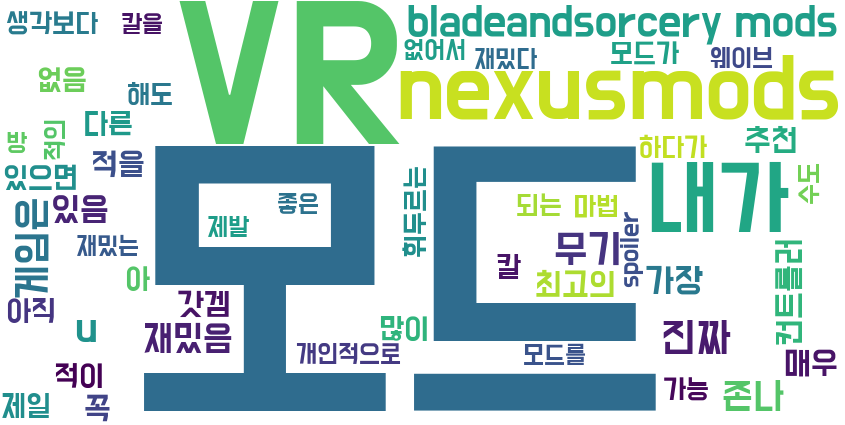 생각보다 칼을 VR bladeandsorcery mods
없어서 재밌다 모드가 웨이브
없음 해도 nexusmods
방 적인 다른 하다가 추천
있으면 적을 모드 내가 수도
게임은 있음 제발 좋은 휘두르는 되는 마법 spoiler
재밌는 무기 컨트롤러
아 칼 최고의 가장
아직 갓겜
u 재밌음 많이 진짜
개인적으로 모드를 매우
적이 가능 존나
제일 꼭